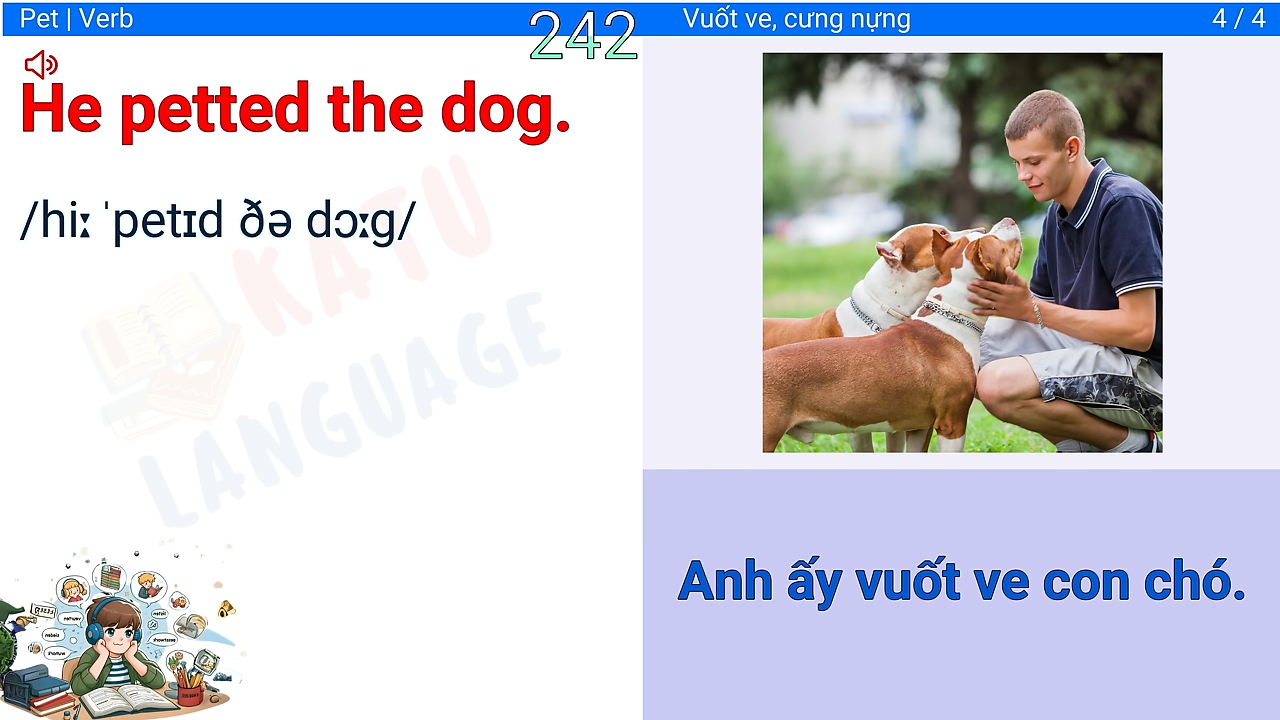 Pet | Verb
242
Vuốt ve, cưng nựng
4 / 4
He petted the dog.
/hiː ˈpetɪd ðə dɔːɡ/
KATU
LANGUAGE
Anh ấy vuốt ve con chó.